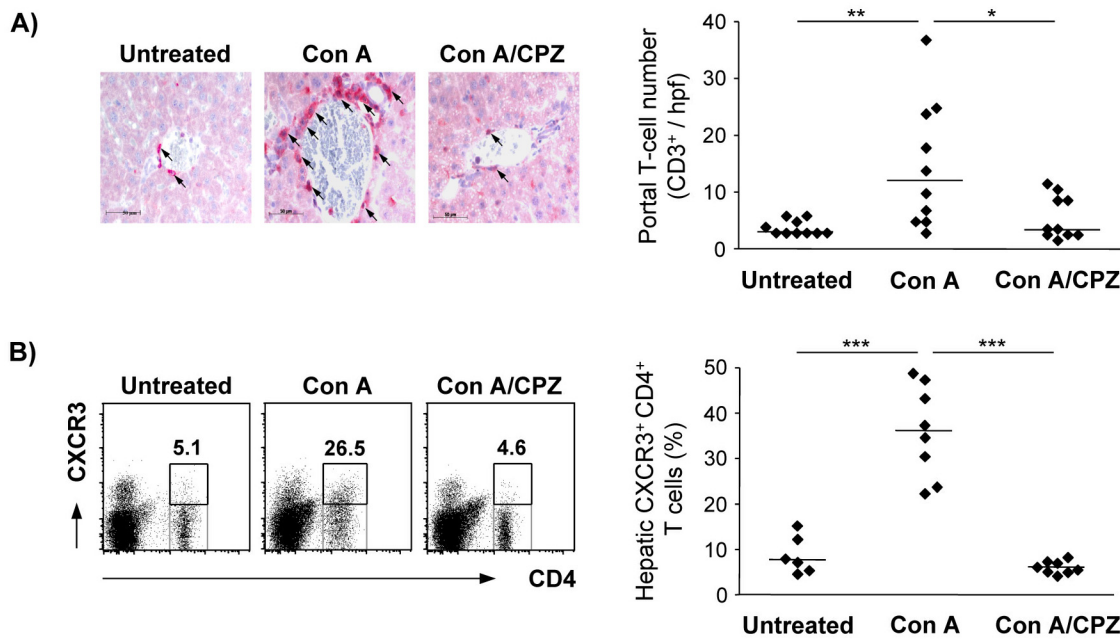 A)
Untreated
Con A
Con A/CPZ
50 µm
Portal T-cell number
(CD3⁺ / hpf)
40
30
20
10
0
**
*
Untreated
Con A
Con A/CPZ
B)
Untreated
Con A
Con A/CPZ
CXCR3
5.1
26.5
4.6
CD4
Hepatic CXCR3⁺ CD4⁺
T cells (%)
50
40
30
20
10
0
***
***
Untreated
Con A
Con A/CPZ